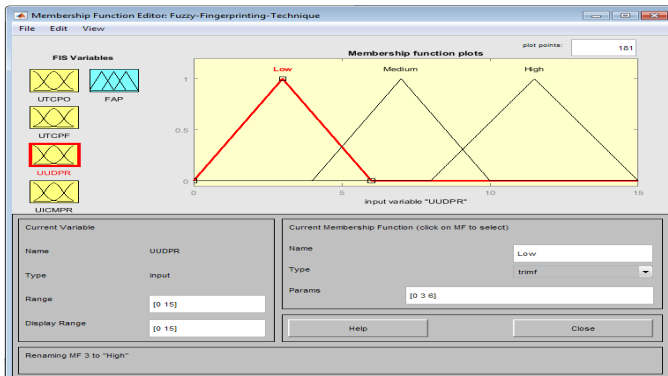 Membership Function Editor: Fuzzy-Fingerprinting-Technique
File Edit View
FIS Variables
UTCPO FAP
UTCPF
UUDPR
UICMPR
Membership function plots
plot points: 181
Low Medium High
1
0.5
0
0 5 10 15
input variable "UUDPR"
Current Variable
Name UUDPR
Type input
Range [0 15]
Display Range [0 15]
Current Membership Function (click on MF to select)
Name Low
Type trimf
Params [0 3 6]
Help Close
Renaming MF 3 to "High"